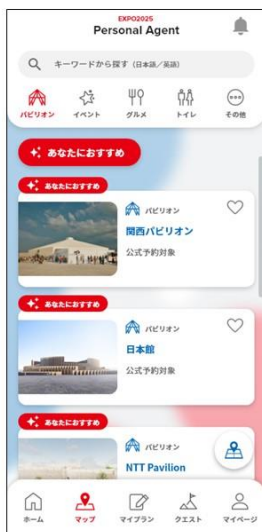 EXPO2025
Personal Agent
キーワードから探す (日本語／英語)
パビリオン イベント グルメ トイレ その他
あなたにおすすめ
あなたにおすすめ
パビリオン
関西パビリオン
公式予約対象
あなたにおすすめ
パビリオン
日本館
公式予約対象
あなたにおすすめ
パビリオン
NTT Pavilion
ホーム マップ マイプラン クエスト マイページ